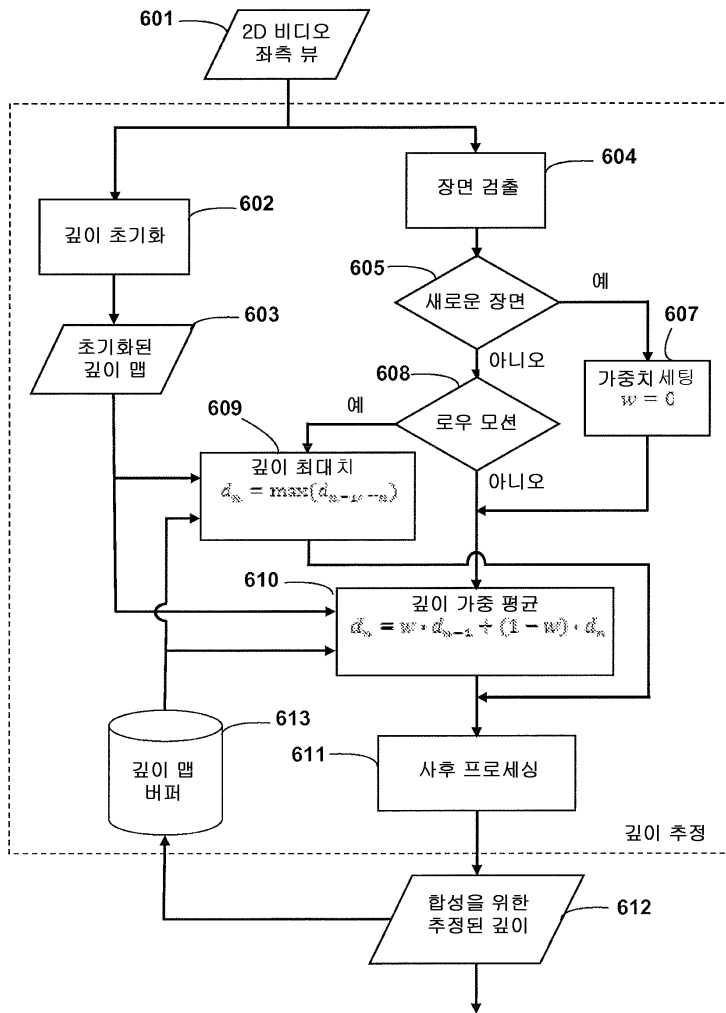 601
2D 비디오
좌측 뷰
604
장면 검출
602
깊이 초기화
605
새로운 장면
예
603
초기화된
깊이 맵
607
가중치 세팅
w = 0
아니오
608
로우 모션
예
609
깊이 최대치
아니오
610
깊이 가중 평균
dₙ = w · dₙ₋₁ + (1 − w) · dₙ
613
깊이 맵
버퍼
611
사후 프로세싱
깊이 추정
합성을 위한
추정된 깊이
612